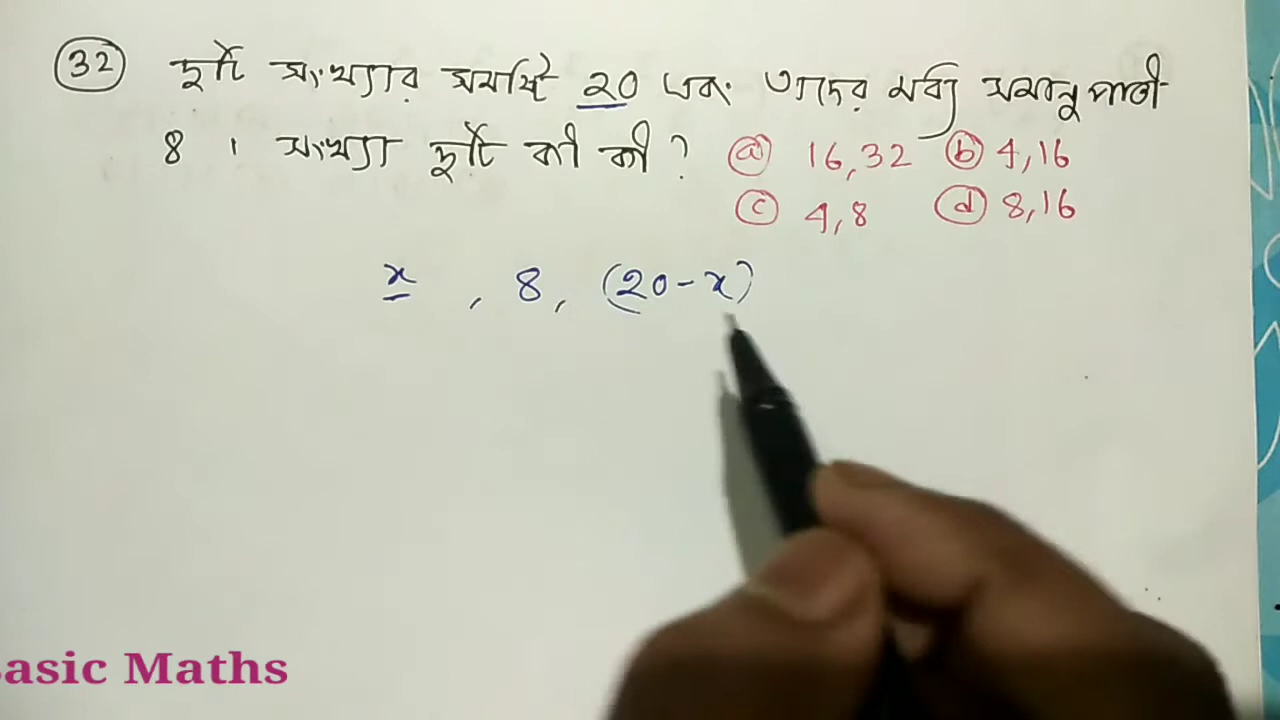 32 দুটি সংখ্যার সমষ্টি 20 এবং তাদের মধ্য সমানুপাতী
8 । সংখ্যা দুটি কী কী ? a 16,32 b 4,16
c 4,8 d 8,16
x , 8, (20-x)
asic Maths